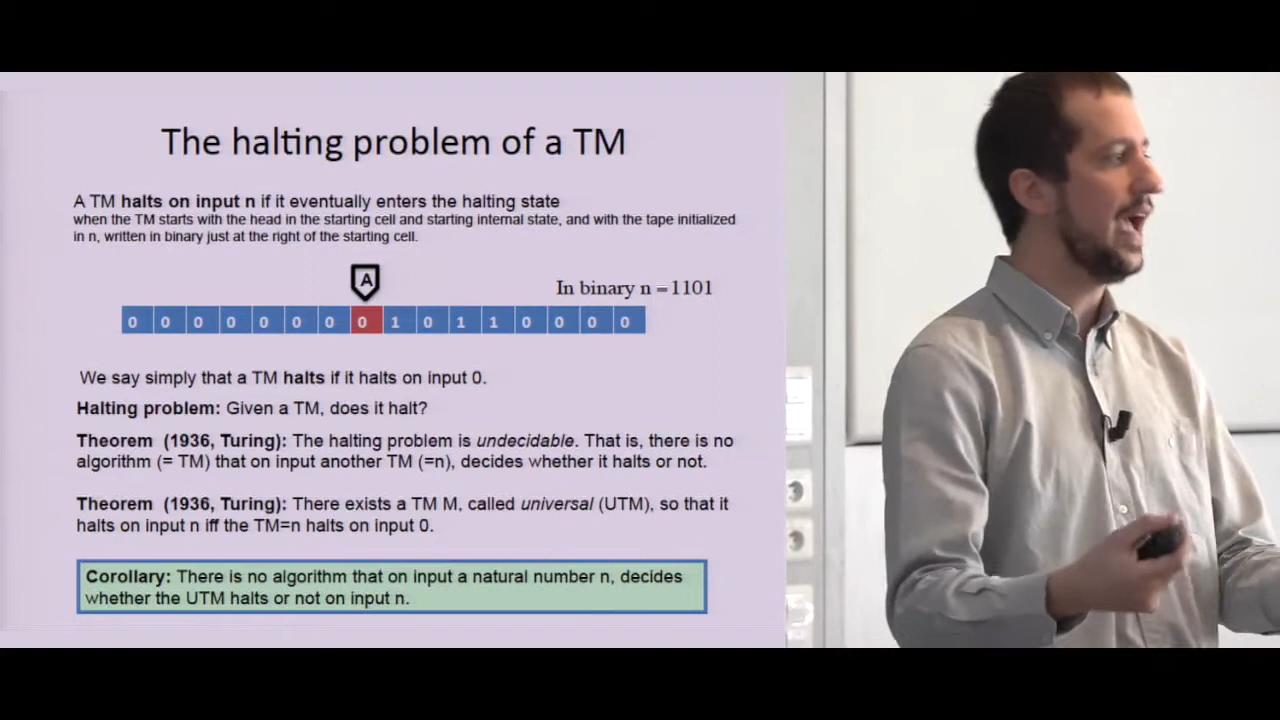 The halting problem of a TM
A TM halts on input n if it eventually enters the halting state
when the TM starts with the head in the starting cell and starting internal state, and with the tape initialized
in n, written in binary just at the right of the starting cell.
A
In binary n = 1101
0 0 0 0 0 0 0 0 1 0 1 1 0 0 0 0
We say simply that a TM halts if it halts on input 0.
Halting problem: Given a TM, does it halt?
Theorem (1936, Turing): The halting problem is undecidable. That is, there is no
algorithm (= TM) that on input another TM (=n), decides whether it halts or not.
Theorem (1936, Turing): There exists a TM M, called universal (UTM), so that it
halts on input n iff the TM=n halts on input 0.
Corollary: There is no algorithm that on input a natural number n, decides
whether the UTM halts or not on input n.